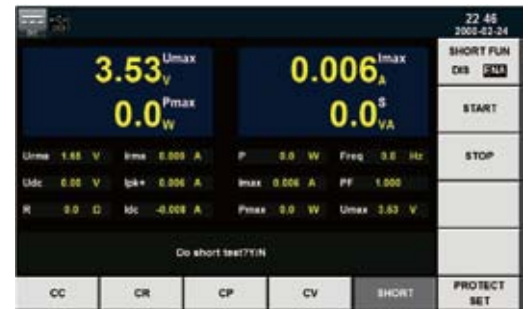 22 46
2008-02-24
3.53 V Umax
0.006 A Imax
0.0 W Pmax
0.0 VA S
SHORT FUN
DIS ENA
START
STOP
Urms 1.65 V Irms 0.000 A P 0.0 W Freq 0.0 Hz
Udc 0.00 V Ipk+ 0.006 A Imax 0.006 A PF 1.000
R 0.0 Ω Idc -0.008 A Pmax 0.0 W Umax 3.53 V
Do short test?Y/N
CC CR CP CV SHORT
PROTECT
SET